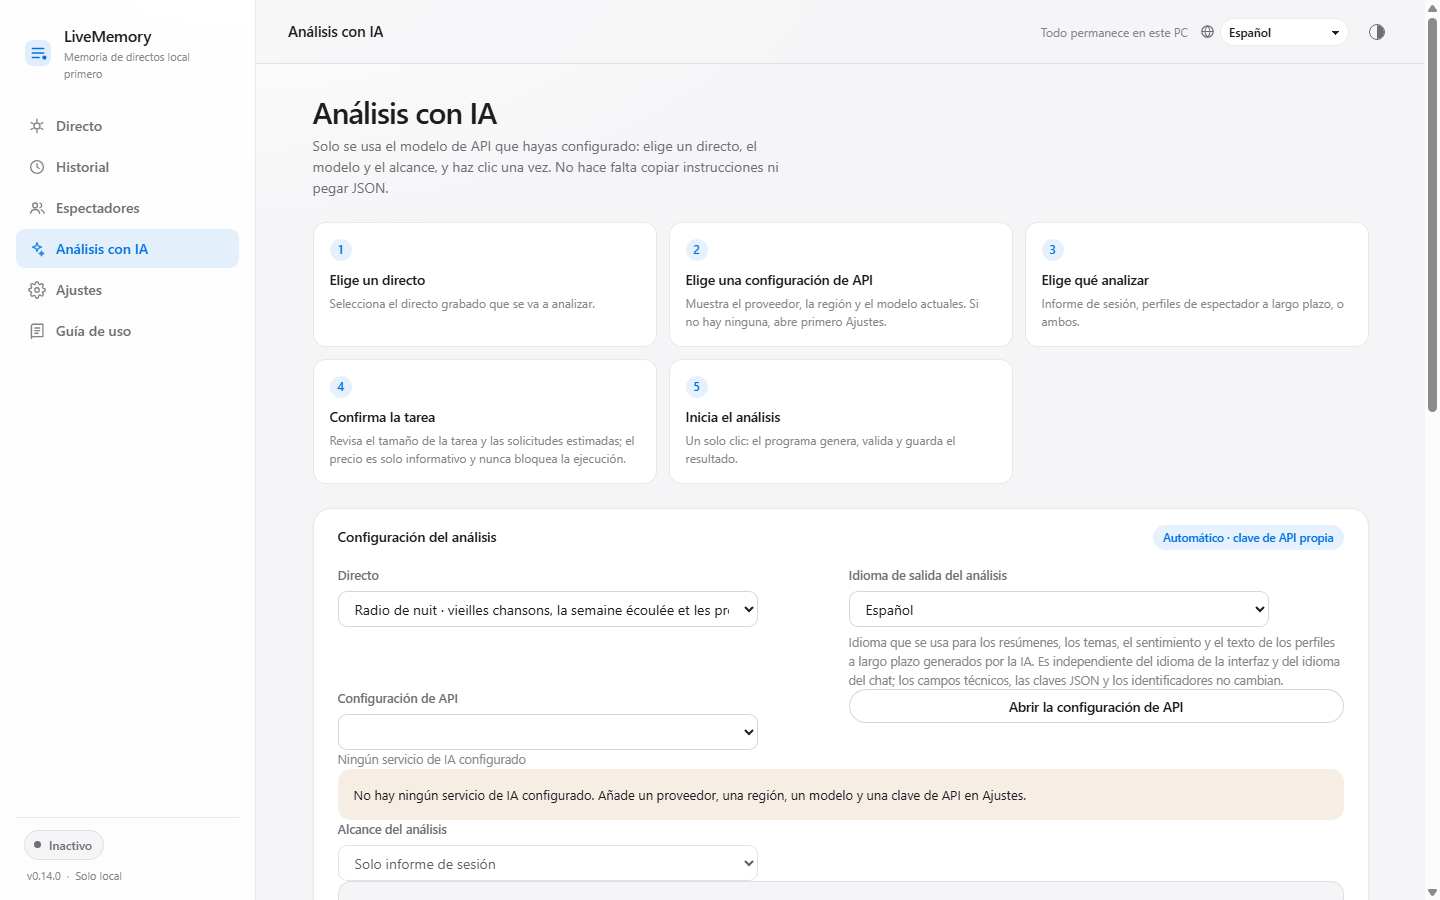 LiveMemory
Memoria de directos local
primero
Directo
Historial
Espectadores
Análisis con IA
Ajustes
Guía de uso
Inactivo
v0.14.0 · Solo local
Análisis con IA
Todo permanece en este PC
Español
Análisis con IA
Solo se usa el modelo de API que hayas configurado: elige un directo, el
modelo y el alcance, y haz clic una vez. No hace falta copiar instrucciones ni
pegar JSON.
1
Elige un directo
Selecciona el directo grabado que se va a analizar.
2
Elige una configuración de API
Muestra el proveedor, la región y el modelo actuales. Si
no hay ninguna, abre primero Ajustes.
3
Elige qué analizar
Informe de sesión, perfiles de espectador a largo plazo, o
ambos.
4
Confirma la tarea
Revisa el tamaño de la tarea y las solicitudes estimadas; el
precio es solo informativo y nunca bloquea la ejecución.
5
Inicia el análisis
Un solo clic: el programa genera, valida y guarda el
resultado.
Configuración del análisis
Automático · clave de API propia
Directo
Radio de nuit · vieilles chansons, la semaine écoulée et les pr
Idioma de salida del análisis
Español
Idioma que se usa para los resúmenes, los temas, el sentimiento y el texto de los perfiles
a largo plazo generados por la IA. Es independiente del idioma de la interfaz y del idioma
del chat; los campos técnicos, las claves JSON y los identificadores no cambian.
Configuración de API
Abrir la configuración de API
Ningún servicio de IA configurado
No hay ningún servicio de IA configurado. Añade un proveedor, una región, un modelo y una clave de API en Ajustes.
Alcance del análisis
Solo informe de sesión